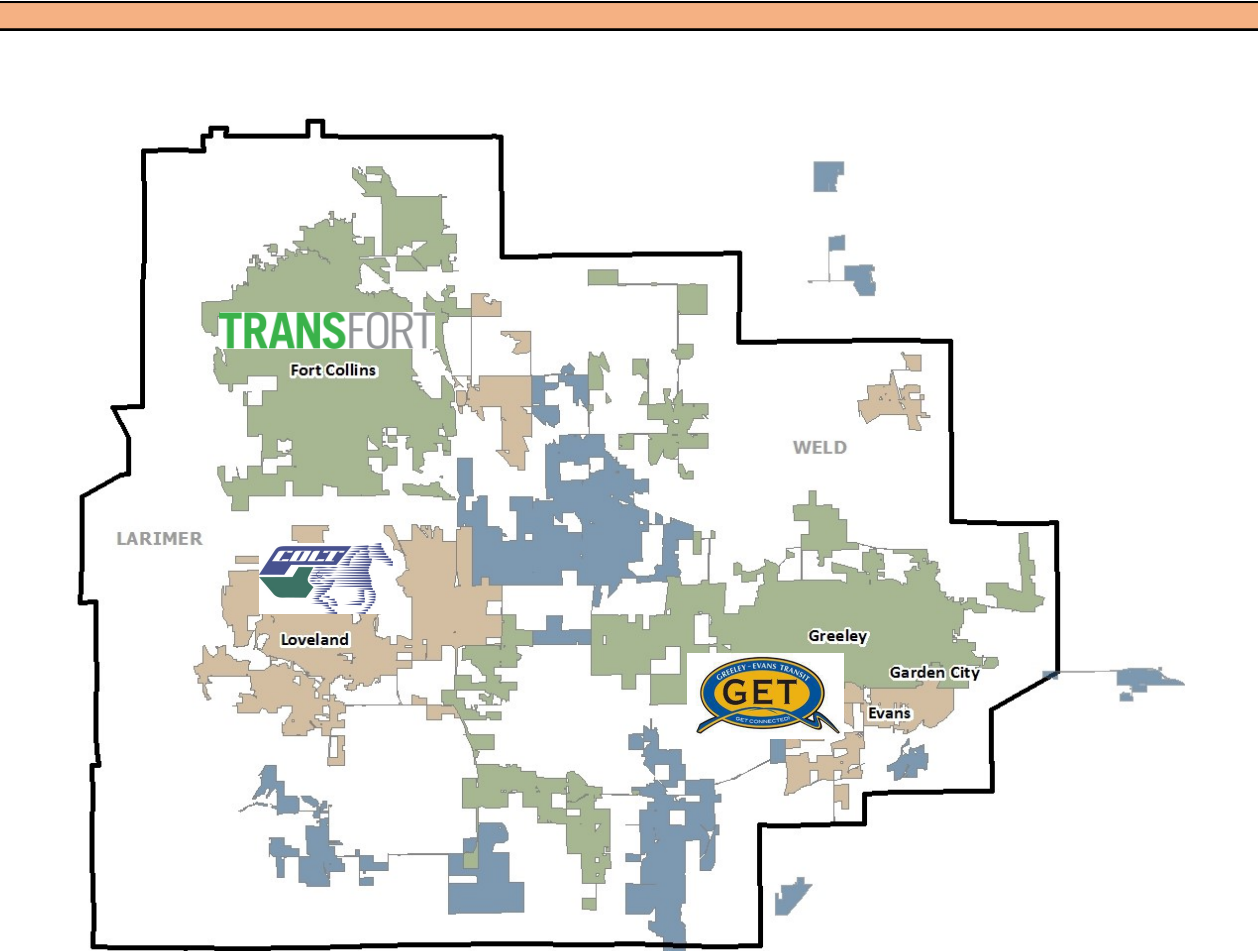 TRANSFORT
Fort Collins
WELD
LARIMER
COLT
Loveland
Greeley
GREELEY-EVANS TRANSIT
GET
GET CONNECTED!
Garden City
Evans